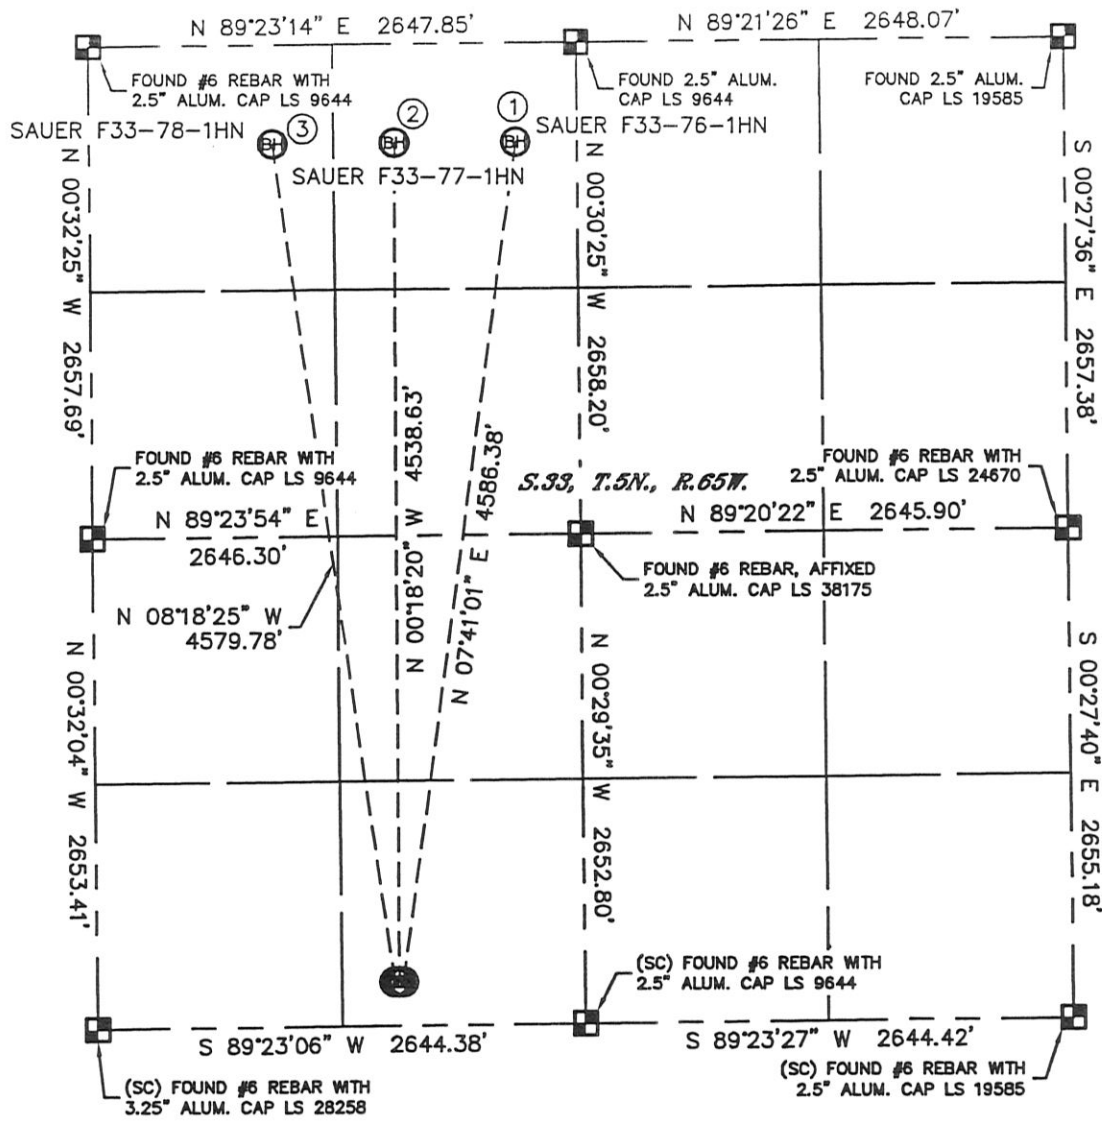 N 89°23'14" E 2647.85'
N 89°21'26" E 2648.07'
FOUND #6 REBAR WITH
2.5" ALUM. CAP LS 9644
FOUND 2.5" ALUM.
CAP LS 9644
FOUND 2.5" ALUM.
CAP LS 19585
SAUER F33-78-1HN
BH
3
BH
2
SAUER F33-77-1HN
BH
1
SAUER F33-76-1HN
N 00°32'25" W 2657.69'
N 00°30'25" W 2658.20'
S 00°27'36" E 2657.38'
N 00°18'20" W 4538.63'
N 07°41'01" E 4586.38'
FOUND #6 REBAR WITH
2.5" ALUM. CAP LS 9644
S.33, T.5N., R.65W.
FOUND #6 REBAR WITH
2.5" ALUM. CAP LS 24670
N 89°23'54" E
2646.30'
N 89°20'22" E 2645.90'
FOUND #6 REBAR, AFFIXED
2.5" ALUM. CAP LS 38175
N 08°18'25" W
4579.78'
N 00°32'04" W 2653.41'
N 00°29'35" W 2652.80'
S 00°27'40" E 2655.18'
(SC) FOUND #6 REBAR WITH
2.5" ALUM. CAP LS 9644
S 89°23'06" W 2644.38'
S 89°23'27" W 2644.42'
(SC) FOUND #6 REBAR WITH
3.25" ALUM. CAP LS 28258
(SC) FOUND #6 REBAR WITH
2.5" ALUM. CAP LS 19585